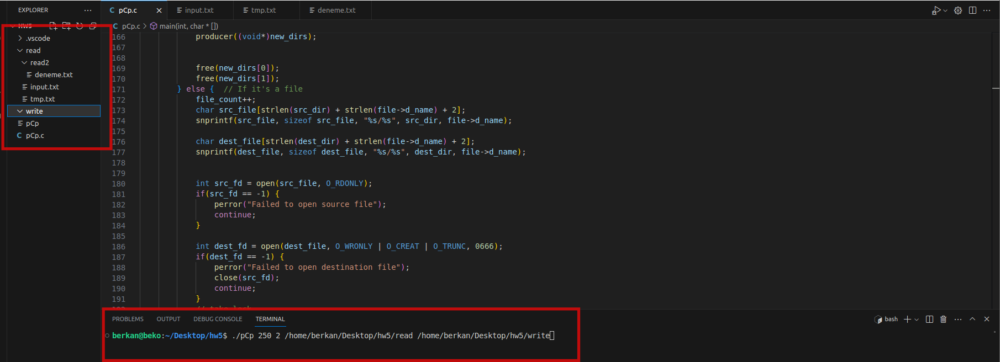 EXPLORER
HW5
.vscode
read
read2
deneme.txt
input.txt
tmp.txt
write
pCp
C pCp.c
C pCp.c
input.txt
tmp.txt
deneme.txt
C pCp.c > main(int, char * [])
166 producer((void*)new_dirs);
167
168
169 free(new_dirs[0]);
170 free(new_dirs[1]);
171 } else { // If it's a file
172 file_count++;
173 char src_file[strlen(src_dir) + strlen(file->d_name) + 2];
174 snprintf(src_file, sizeof src_file, "%s/%s", src_dir, file->d_name);
175
176 char dest_file[strlen(dest_dir) + strlen(file->d_name) + 2];
177 snprintf(dest_file, sizeof dest_file, "%s/%s", dest_dir, file->d_name);
178
179
180 int src_fd = open(src_file, O_RDONLY);
181 if(src_fd == -1) {
182 perror("Failed to open source file");
183 continue;
184 }
185
186 int dest_fd = open(dest_file, O_WRONLY | O_CREAT | O_TRUNC, 0666);
187 if(dest_fd == -1) {
188 perror("Failed to open destination file");
189 close(src_fd);
190 continue;
191 }
PROBLEMS OUTPUT DEBUG CONSOLE TERMINAL
bash
berkan@beko:~/Desktop/hw5$ ./pCp 250 2 /home/berkan/Desktop/hw5/read /home/berkan/Desktop/hw5/write